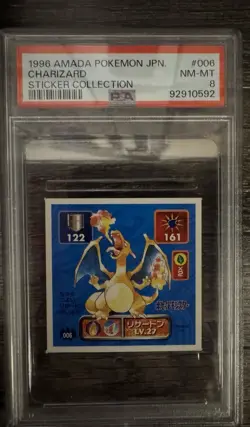 1996 AMADA POKEMON JPN. #006
CHARIZARD NM-MT
STICKER COLLECTION 8
PSA 92910592
122 161
リザードン
LV.27
006